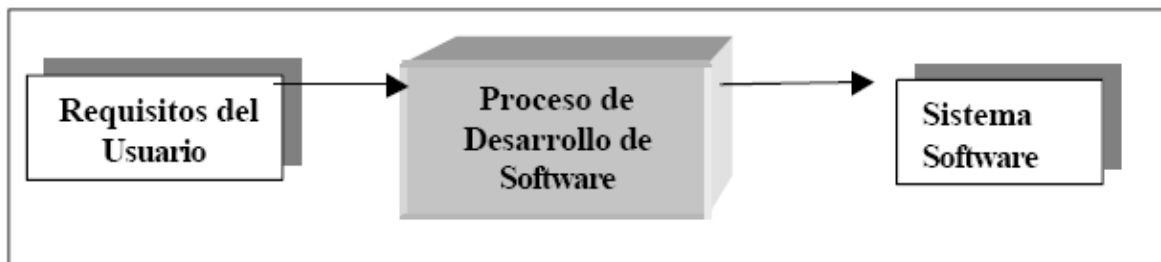 Requisitos del
Usuario
Proceso de
Desarrollo de
Software
Sistema
Software